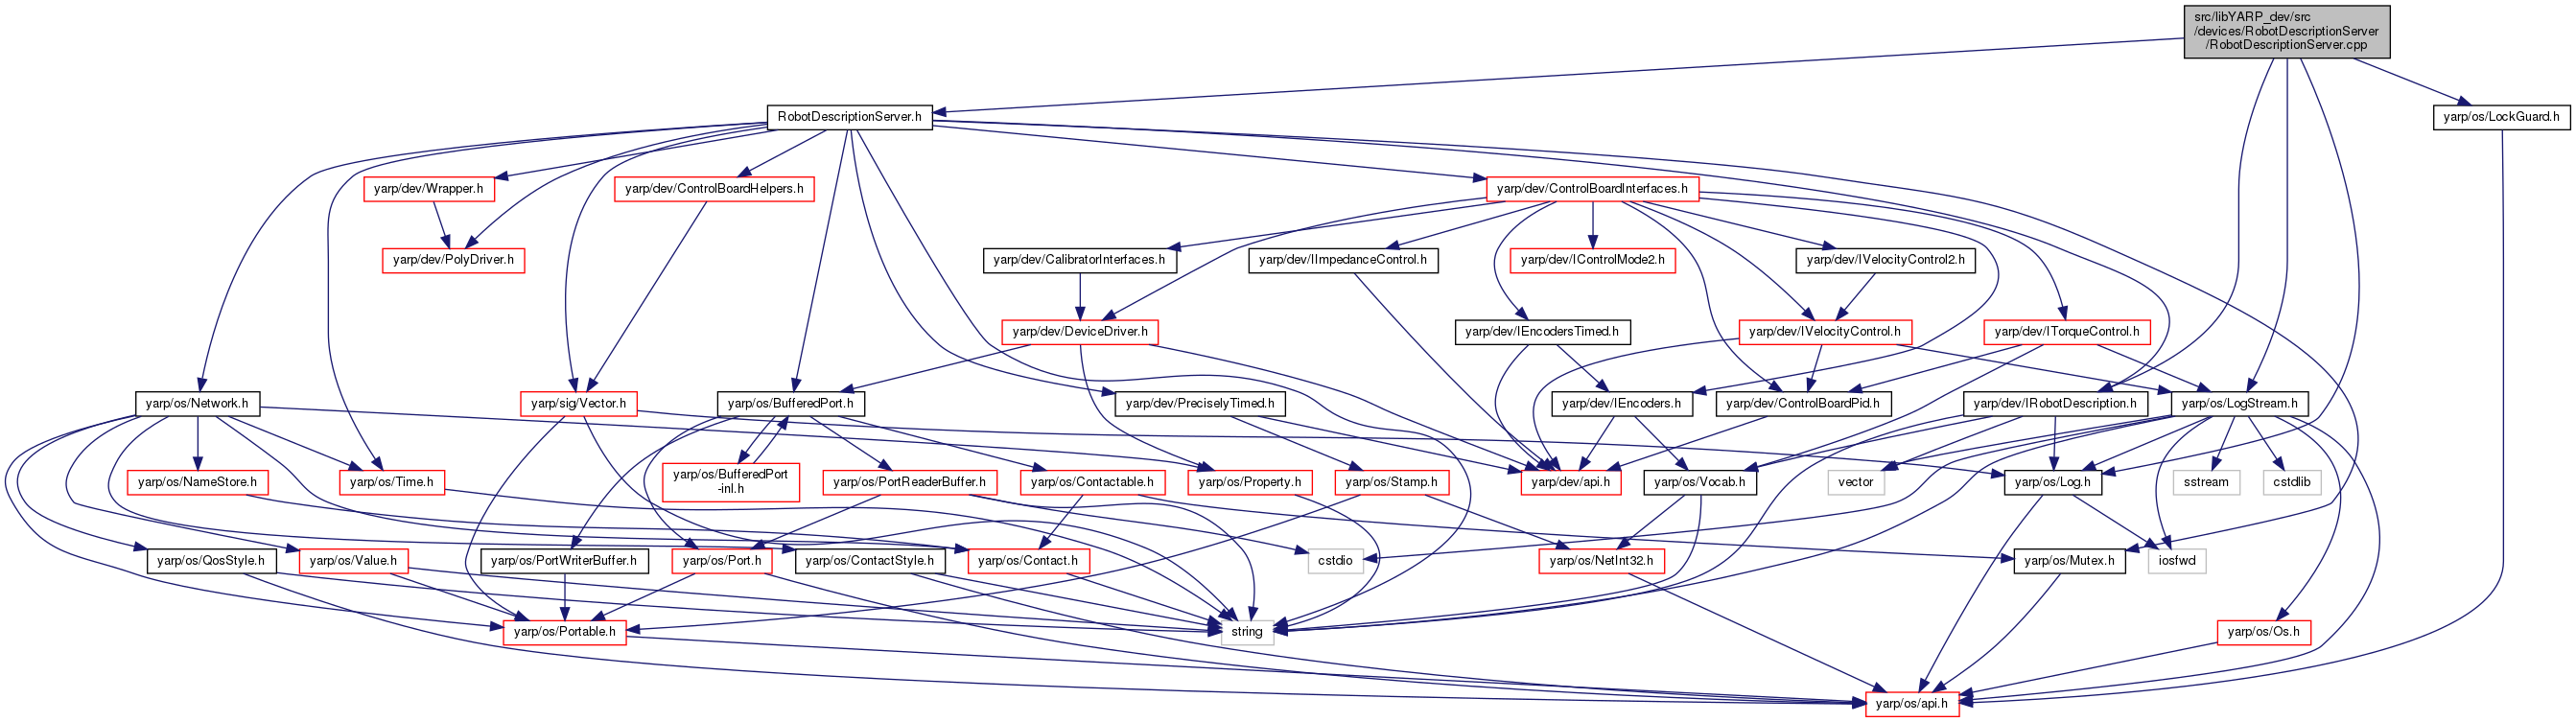 src/libYARP_dev/src
/devices/RobotDescriptionServer
/RobotDescriptionServer.cpp
RobotDescriptionServer.h
yarp/os/LockGuard.h
yarp/dev/Wrapper.h
yarp/dev/ControlBoardHelpers.h
yarp/dev/ControlBoardInterfaces.h
yarp/dev/PolyDriver.h
yarp/dev/CalibratorInterfaces.h
yarp/dev/IImpedanceControl.h
yarp/dev/IControlMode2.h
yarp/dev/IVelocityControl2.h
yarp/dev/DeviceDriver.h
yarp/dev/IEncodersTimed.h
yarp/dev/IVelocityControl.h
yarp/dev/ITorqueControl.h
yarp/os/Network.h
yarp/sig/Vector.h
yarp/os/BufferedPort.h
yarp/dev/PreciselyTimed.h
yarp/dev/IEncoders.h
yarp/dev/ControlBoardPid.h
yarp/dev/IRobotDescription.h
yarp/os/LogStream.h
yarp/os/NameStore.h
yarp/os/Time.h
yarp/os/BufferedPort
-inl.h
yarp/os/PortReaderBuffer.h
yarp/os/Contactable.h
yarp/os/Property.h
yarp/os/Stamp.h
yarp/dev/api.h
yarp/os/Vocab.h
vector
yarp/os/Log.h
sstream
cstdlib
yarp/os/QosStyle.h
yarp/os/Value.h
yarp/os/PortWriterBuffer.h
yarp/os/Port.h
yarp/os/ContactStyle.h
yarp/os/Contact.h
cstdio
yarp/os/NetInt32.h
yarp/os/Mutex.h
iosfwd
yarp/os/Portable.h
string
yarp/os/Os.h
yarp/os/api.h